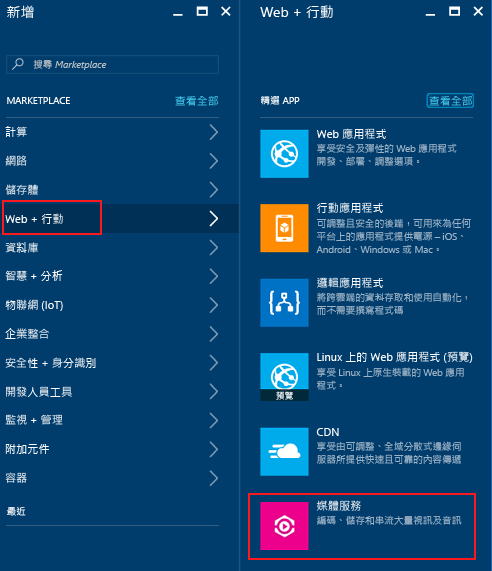 新增
搜尋 Marketplace
MARKETPLACE 查看全部
計算
網路
儲存體
Web + 行動
資料庫
智慧 + 分析
物聯網 (IoT)
企業整合
安全性 + 身分識別
開發人員工具
監視 + 管理
附加元件
容器
最近
Web + 行動
精選 APP 查看全部
Web 應用程式
享受安全及彈性的 Web 應用程式
開發、部署、調整選項。
行動應用程式
可調整且安全的後端，可用來為任何
平台上的應用程式提供電源 – iOS、
Android、Windows 或 Mac。
邏輯應用程式
將跨雲端的資料存取和使用自動化，
而不需要撰寫程式碼
Linux 上的 Web 應用程式 (預覽)
享受 Linux 上原生裝載的 Web 應用
程式。
預覽
CDN
享受由可調整、全域分散式邊緣伺
服器所提供快速且可靠的內容傳遞
媒體服務
編碼、儲存和串流大量視訊及音訊